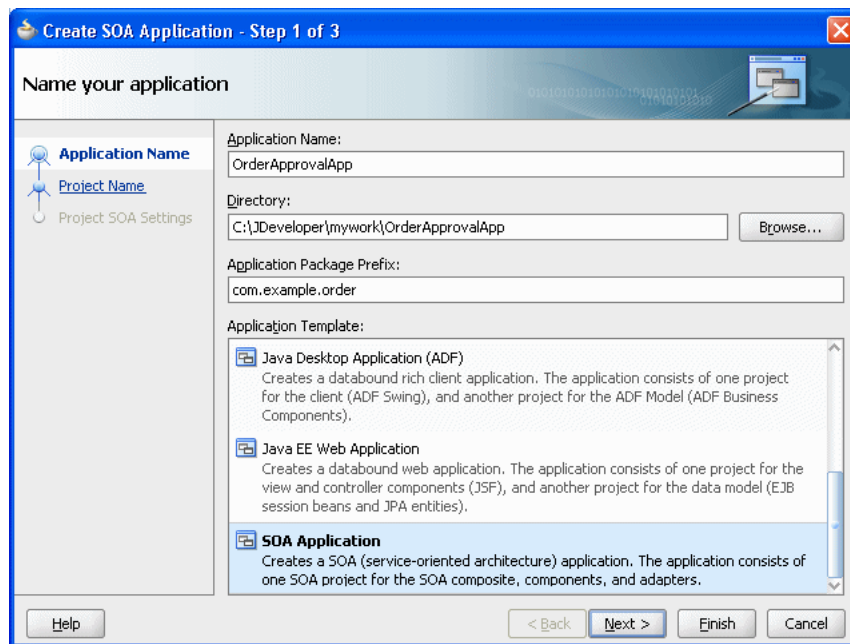 Create SOA Application - Step 1 of 3
Name your application
Application Name
Project Name
Project SOA Settings
Application Name:
OrderApprovalApp
Directory:
C:\JDeveloper\mywork\OrderApprovalApp
Browse...
Application Package Prefix:
com.example.order
Application Template:
Java Desktop Application (ADF)
Creates a databound rich client application. The application consists of one project
for the client (ADF Swing), and another project for the ADF Model (ADF Business
Components).
Java EE Web Application
Creates a databound web application. The application consists of one project for the
view and controller components (JSF), and another project for the data model (EJB
session beans and JPA entities).
SOA Application
Creates a SOA (service-oriented architecture) application. The application consists of
one SOA project for the SOA composite, components, and adapters.
Help
< Back
Next >
Finish
Cancel